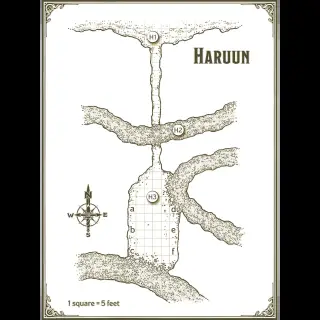 H1
HARUUN
H2
H3
a d
b e
c f
N
W E
S
1 square = 5 feet